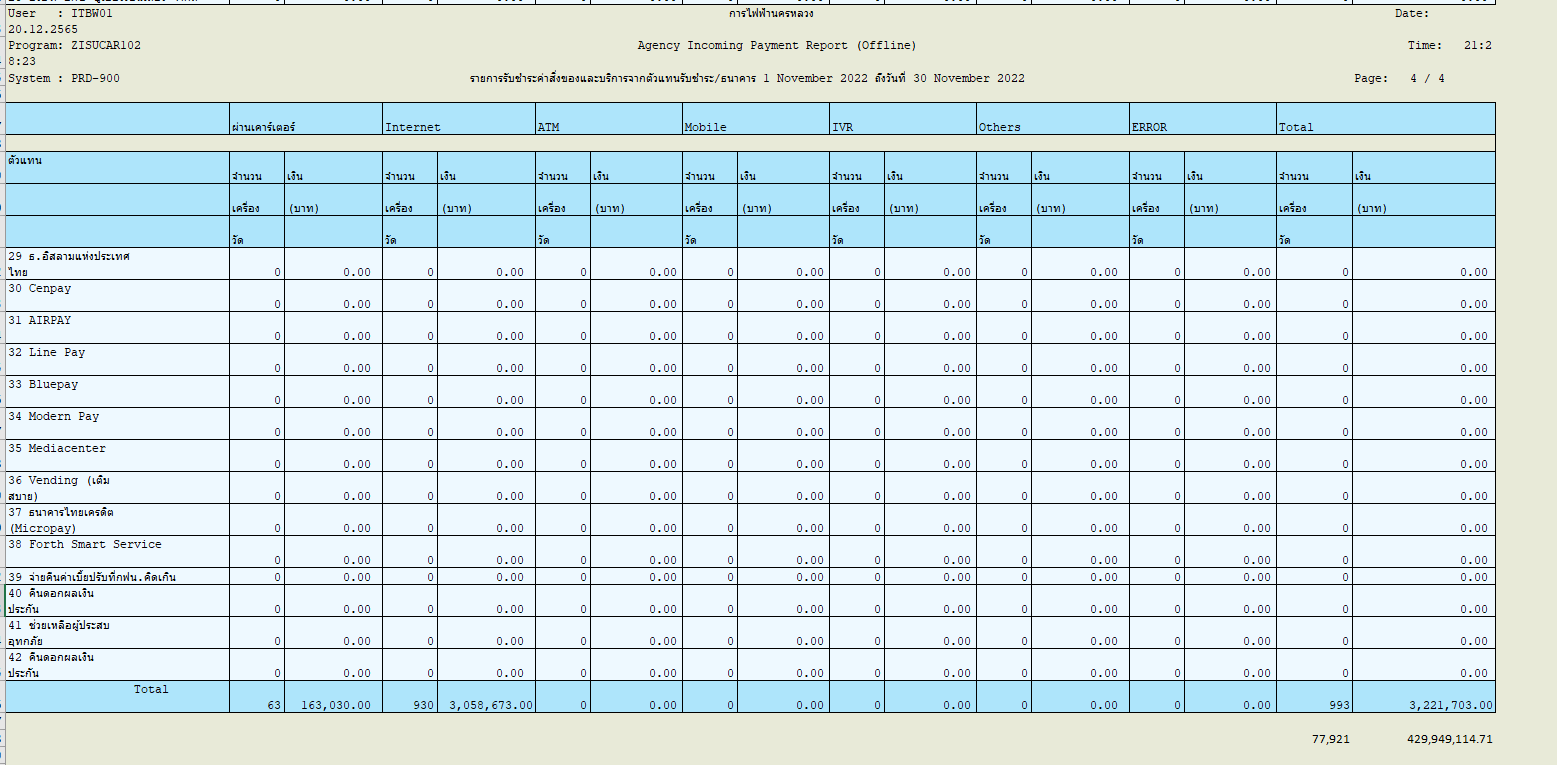 User   : ITBW01 การไฟฟ้านครหลวง Date:
20.12.2565
Program: ZISUCAR102 Agency Incoming Payment Report (Offline) Time: 21:2
8:23
System : PRD-900 รายการรับชำระค่าสิ่งของและบริการจากตัวแทนรับชำระ/ธนาคาร 1 November 2022 ถึงวันที่ 30 November 2022 Page: 4 / 4
ผ่านเคาร์เตอร์ Internet ATM Mobile IVR Others ERROR Total
ตัวแทน
จำนวน เงิน จำนวน เงิน จำนวน เงิน จำนวน เงิน จำนวน เงิน จำนวน เงิน จำนวน เงิน จำนวน เงิน
เครื่อง (บาท) เครื่อง (บาท) เครื่อง (บาท) เครื่อง (บาท) เครื่อง (บาท) เครื่อง (บาท) เครื่อง (บาท) เครื่อง (บาท)
วัด วัด วัด วัด วัด วัด วัด วัด
29 ธ.อิสลามแห่งประเทศ
ไทย 0 0.00 0 0.00 0 0.00 0 0.00 0 0.00 0 0.00 0 0.00 0 0.00
30 Cenpay
0 0.00 0 0.00 0 0.00 0 0.00 0 0.00 0 0.00 0 0.00 0 0.00
31 AIRPAY
0 0.00 0 0.00 0 0.00 0 0.00 0 0.00 0 0.00 0 0.00 0 0.00
32 Line Pay
0 0.00 0 0.00 0 0.00 0 0.00 0 0.00 0 0.00 0 0.00 0 0.00
33 Bluepay
0 0.00 0 0.00 0 0.00 0 0.00 0 0.00 0 0.00 0 0.00 0 0.00
34 Modern Pay
0 0.00 0 0.00 0 0.00 0 0.00 0 0.00 0 0.00 0 0.00 0 0.00
35 Mediacenter
0 0.00 0 0.00 0 0.00 0 0.00 0 0.00 0 0.00 0 0.00 0 0.00
36 Vending (เติม
สบาย) 0 0.00 0 0.00 0 0.00 0 0.00 0 0.00 0 0.00 0 0.00 0 0.00
37 ธนาคารไทยเครดิต
(Micropay) 0 0.00 0 0.00 0 0.00 0 0.00 0 0.00 0 0.00 0 0.00 0 0.00
38 Forth Smart Service
0 0.00 0 0.00 0 0.00 0 0.00 0 0.00 0 0.00 0 0.00 0 0.00
39 จ่ายคืนค่าเบี้ยปรับที่กฟน.คิดเกิน 0 0.00 0 0.00 0 0.00 0 0.00 0 0.00 0 0.00 0 0.00 0 0.00
40 คืนดอกผลเงิน
ประกัน 0 0.00 0 0.00 0 0.00 0 0.00 0 0.00 0 0.00 0 0.00 0 0.00
41 ช่วยเหลือผู้ประสบ
อุทกภัย 0 0.00 0 0.00 0 0.00 0 0.00 0 0.00 0 0.00 0 0.00 0 0.00
42 คืนดอกผลเงิน
ประกัน 0 0.00 0 0.00 0 0.00 0 0.00 0 0.00 0 0.00 0 0.00 0 0.00
Total
63 163,030.00 930 3,058,673.00 0 0.00 0 0.00 0 0.00 0 0.00 0 0.00 993 3,221,703.00
77,921 429,949,114.71